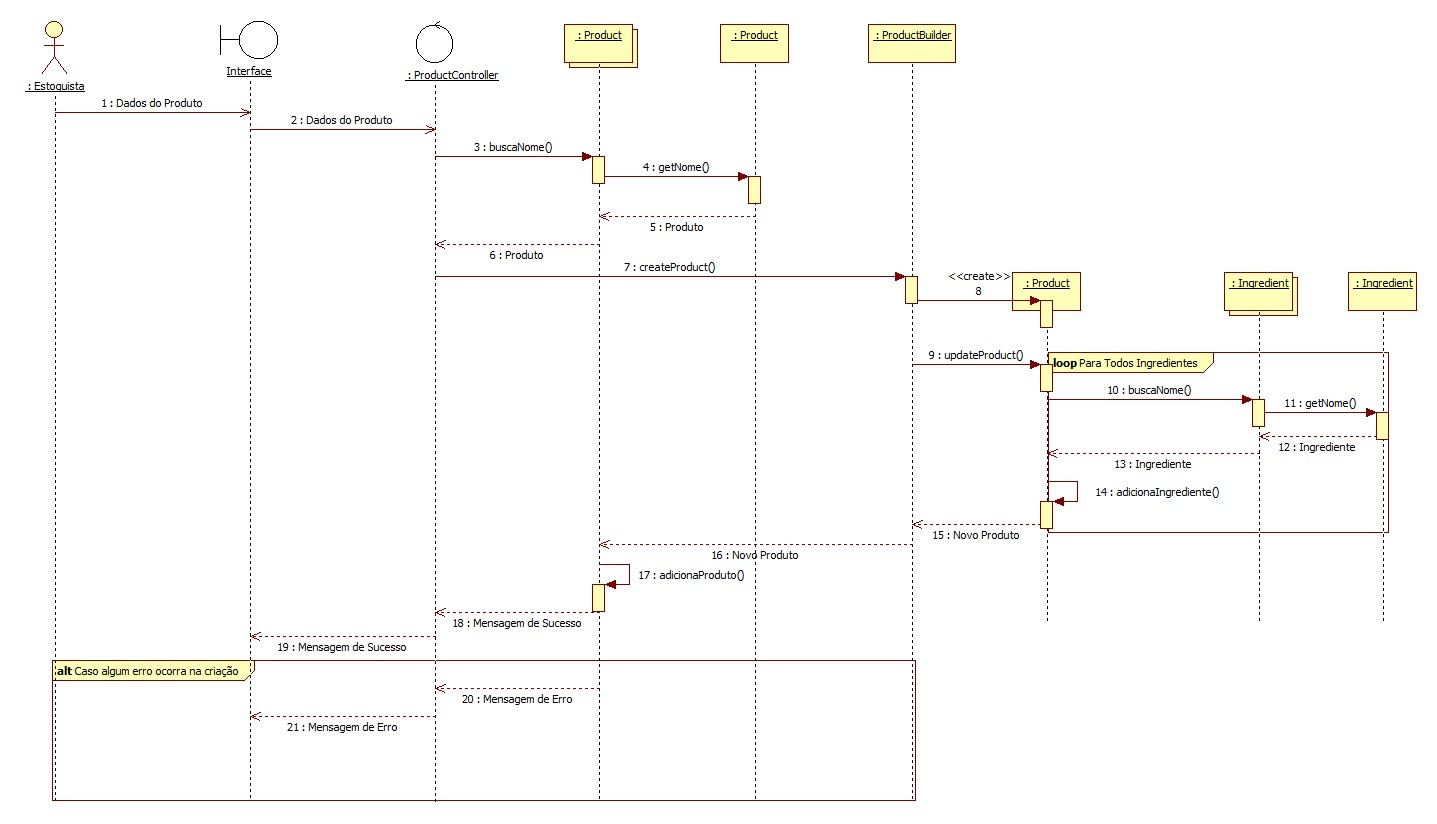 : Estoquista
Interface
: ProductController
: Product
: Product
: ProductBuilder
1 : Dados do Produto
2 : Dados do Produto
3 : buscaNome()
4 : getNome()
5 : Produto
6 : Produto
7 : createProduct()
<<create>>
8
: Product
: Ingredient
: Ingredient
9 : updateProduct()
loop Para Todos Ingredientes
10 : buscaNome()
11 : getNome()
12 : Ingrediente
13 : Ingrediente
14 : adicionaIngrediente()
15 : Novo Produto
16 : Novo Produto
17 : adicionaProduto()
18 : Mensagem de Sucesso
19 : Mensagem de Sucesso
alt Caso algum erro ocorra na criação
20 : Mensagem de Erro
21 : Mensagem de Erro